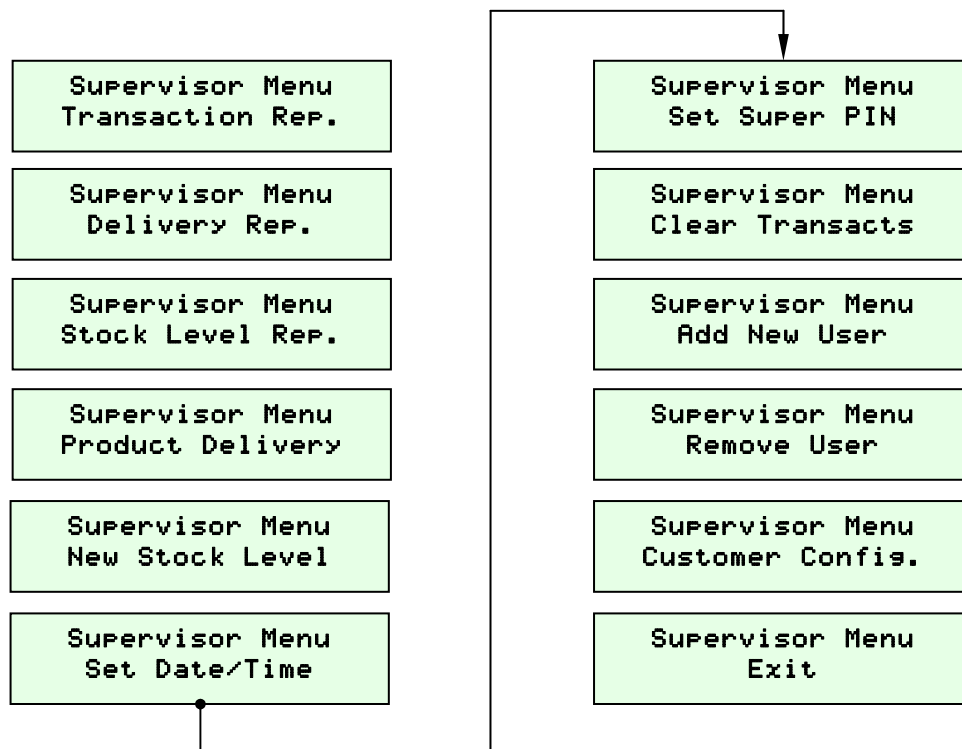 Supervisor Menu
Transaction Rep.
Supervisor Menu
Delivery Rep.
Supervisor Menu
Stock Level Rep.
Supervisor Menu
Product Delivery
Supervisor Menu
New Stock Level
Supervisor Menu
Set Date/Time
Supervisor Menu
Set Super PIN
Supervisor Menu
Clear Transacts
Supervisor Menu
Add New User
Supervisor Menu
Remove User
Supervisor Menu
Customer Config.
Supervisor Menu
Exit